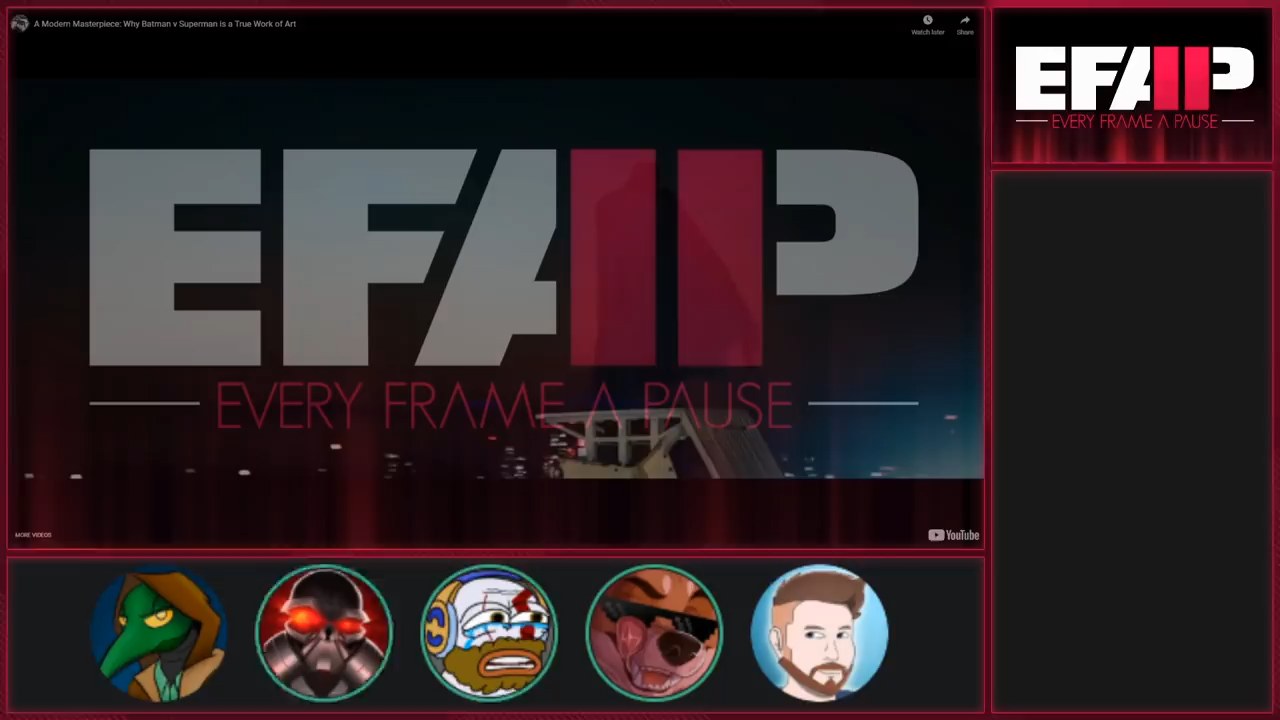 A Modern Masterpiece: Why Batman v Superman is a True Work of Art
Watch later
Share
EFAP
EVERY FRAME A PAUSE
EFAP
EVERY FRAME A PAUSE
MORE VIDEOS
YouTube